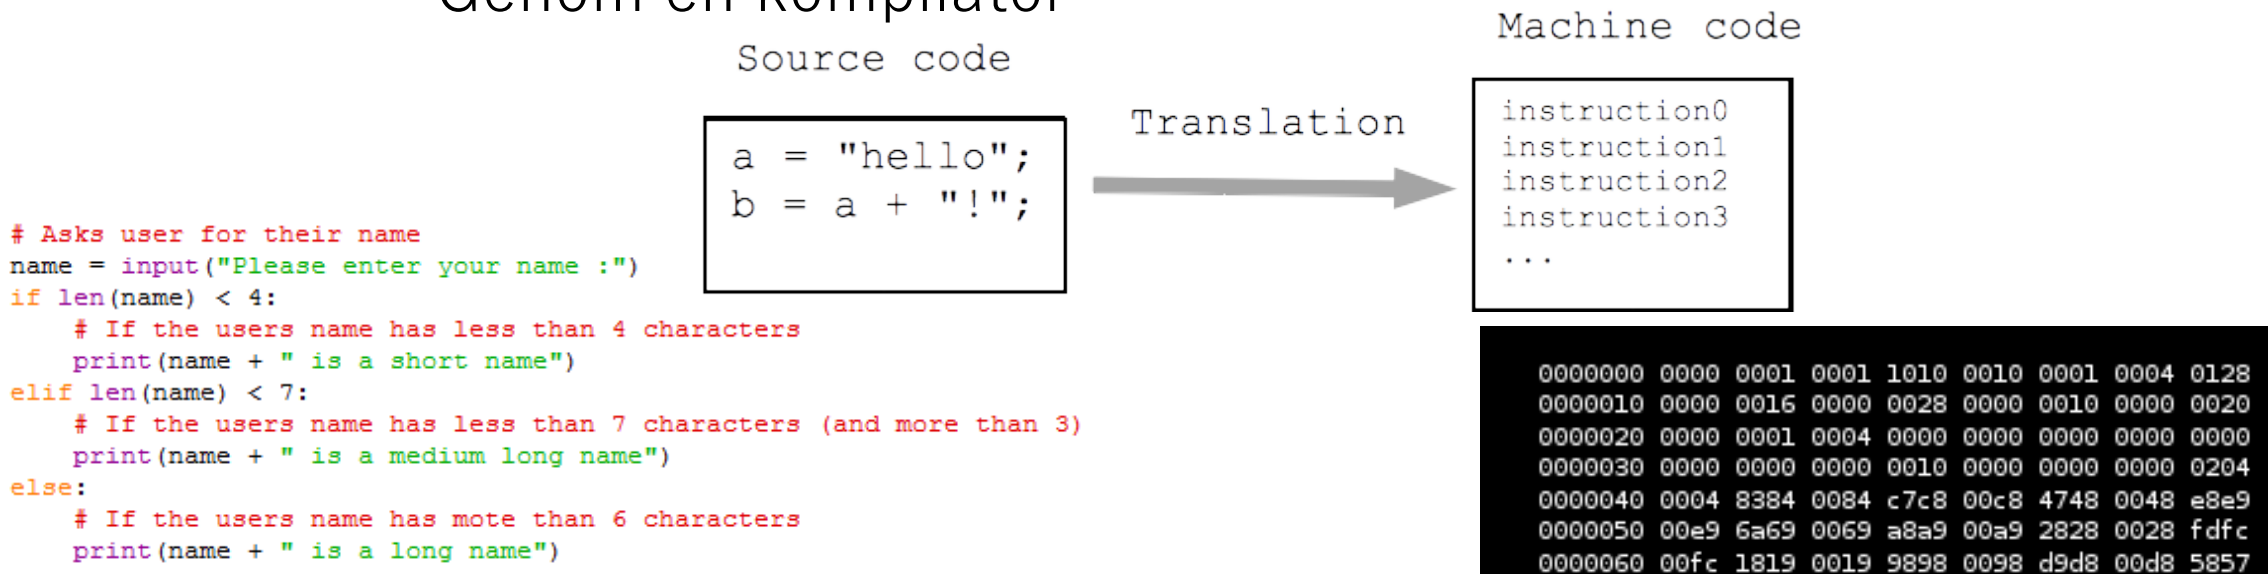 Genom en kompilator
Source code
a = "hello";
b = a + "!";
Translation
Machine code
instruction0
instruction1
instruction2
instruction3
...
# Asks user for their name
name = input("Please enter your name :")
if len(name) < 4:
    # If the users name has less than 4 characters
    print(name + " is a short name")
elif len(name) < 7:
    # If the users name has less than 7 characters (and more than 3)
    print(name + " is a medium long name")
else:
    # If the users name has mote than 6 characters
    print(name + " is a long name")
0000000 0000 0001 0001 1010 0010 0001 0004 0128
0000010 0000 0016 0000 0028 0000 0010 0000 0020
0000020 0000 0001 0004 0000 0000 0000 0000 0000
0000030 0000 0000 0000 0010 0000 0000 0000 0204
0000040 0004 8384 0084 c7c8 00c8 4748 0048 e8e9
0000050 00e9 6a69 0069 a8a9 00a9 2828 0028 fdfc
0000060 00fc 1819 0019 9898 0098 d9d8 00d8 5857